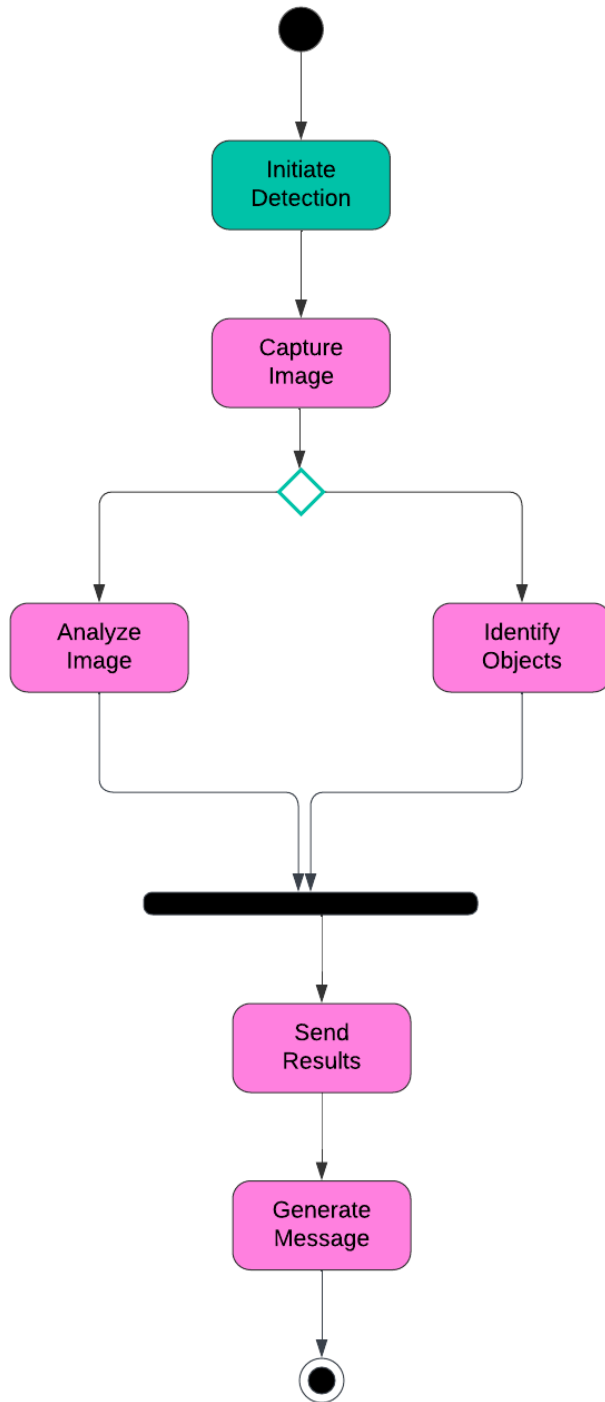 Initiate
Detection
Capture
Image
Analyze
Image
Identify
Objects
Send
Results
Generate
Message